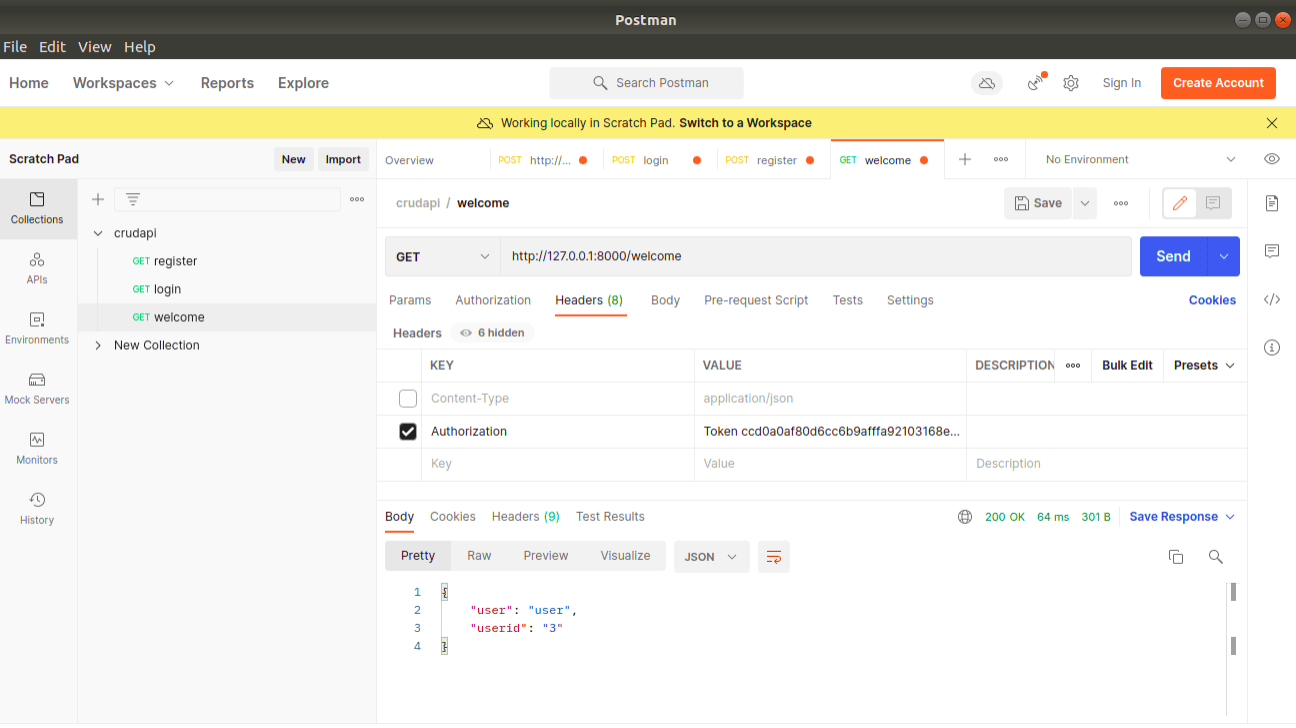 Postman
File Edit View Help
Home Workspaces Reports Explore Search Postman Sign In Create Account
Working locally in Scratch Pad. Switch to a Workspace
Scratch Pad New Import
Overview POST http://... POST login POST register GET welcome No Environment
Collections
APIs
Environments
Mock Servers
Monitors
History
crudapi
GET register
GET login
GET welcome
New Collection
crudapi / welcome Save
GET http://127.0.0.1:8000/welcome Send
Params Authorization Headers (8) Body Pre-request Script Tests Settings Cookies
Headers 6 hidden
KEY VALUE DESCRIPTION Bulk Edit Presets
Content-Type application/json
Authorization Token ccd0a0af80d6cc6b9afffa92103168e...
Key Value Description
Body Cookies Headers (9) Test Results 200 OK 64 ms 301 B Save Response
Pretty Raw Preview Visualize JSON
1 {
2 "user": "user",
3 "userid": "3"
4 }